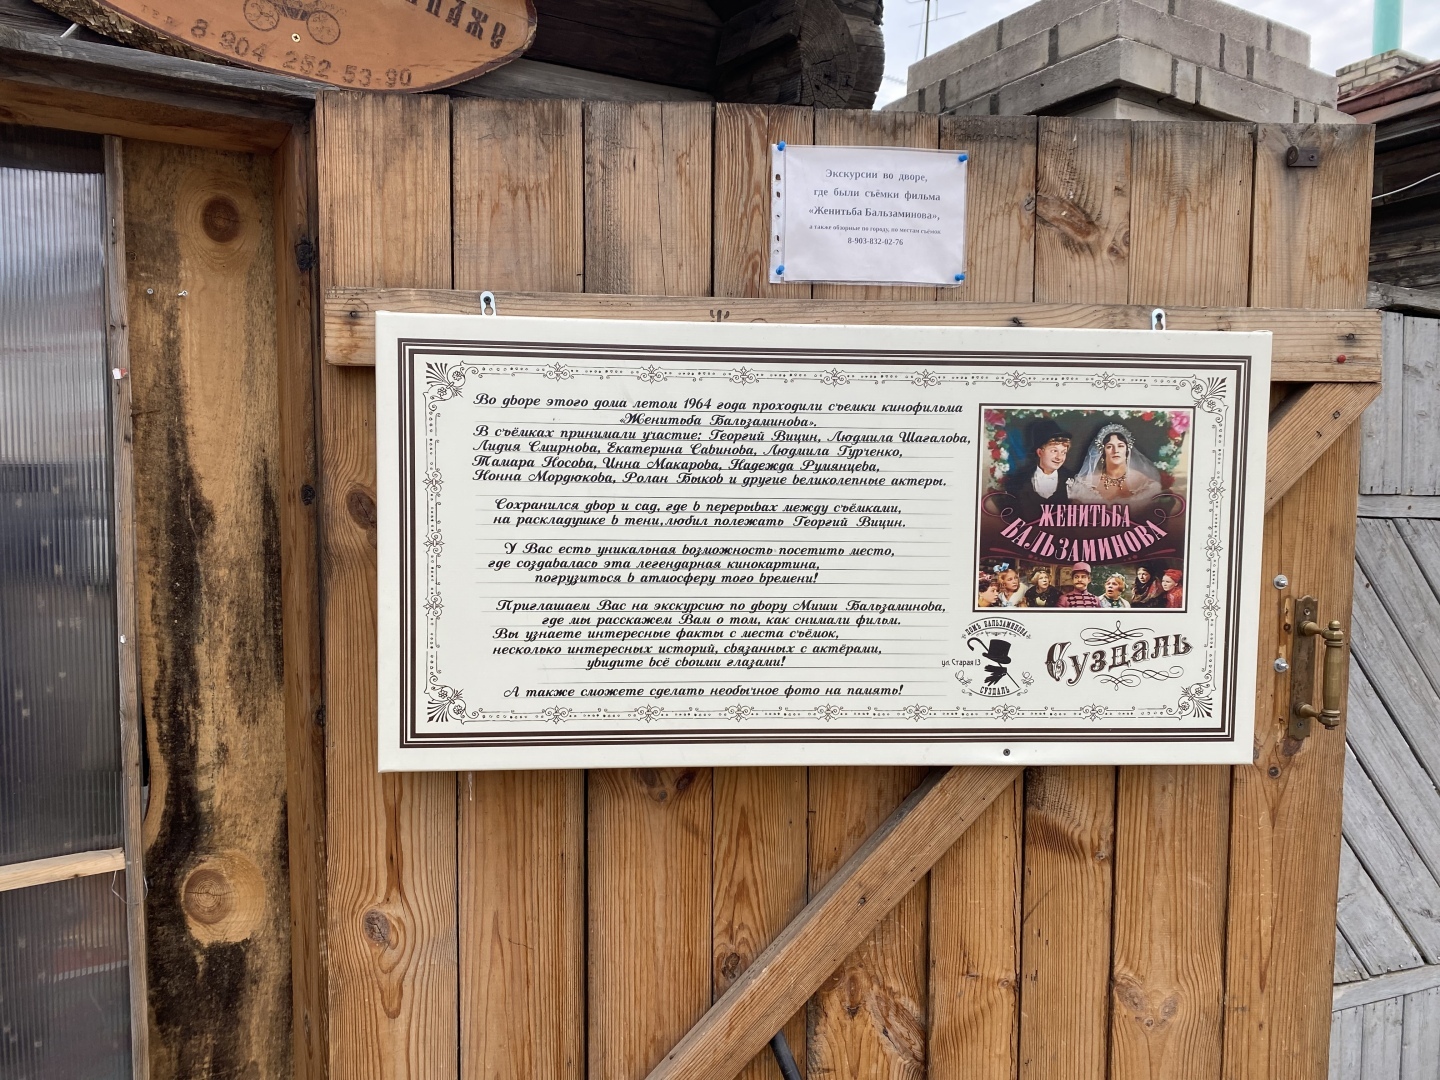 8-904 252 53-90
Экскурсии во дворе,
где были съёмки фильма
«Женитьба Бальзаминова»,
а также обзорные по городу, по местам съёмок
8-903-832-02-76
Во дворе этого дома летом 1964 года проходили съемки кинофильма
«Женитьба Бальзаминова».
В съёмках принимали участие: Георгий Вицин, Людмила Шагалова,
Лидия Смирнова, Екатерина Савинова, Людмила Гурченко,
Тамара Носова, Инна Макарова, Надежда Румянцева,
Нонна Мордюкова, Ролан Быков и другие великолепные актеры.
Сохранился двор и сад, где в перерывах между съёмками,
на раскладушке в тени, любил полежать Георгий Вицин.
У Вас есть уникальная возможность посетить место,
где создавалась эта легендарная кинокартина,
погрузиться в атмосферу того времени!
Приглашаем Вас на экскурсию по двору Миши Бальзаминова,
где мы расскажем Вам о том, как снимали фильм.
Вы узнаете интересные факты с места съёмок,
несколько интересных историй, связанных с актёрами,
увидите всё своими глазами!
А также сможете сделать необычное фото на память!
ЖЕНИТЬБА
БАЛЬЗАМИНОВА
ДОМЪ БАЛЬЗАМИНОВА
ул. Старая 13
СУЗДАЛЬ
Суздаль